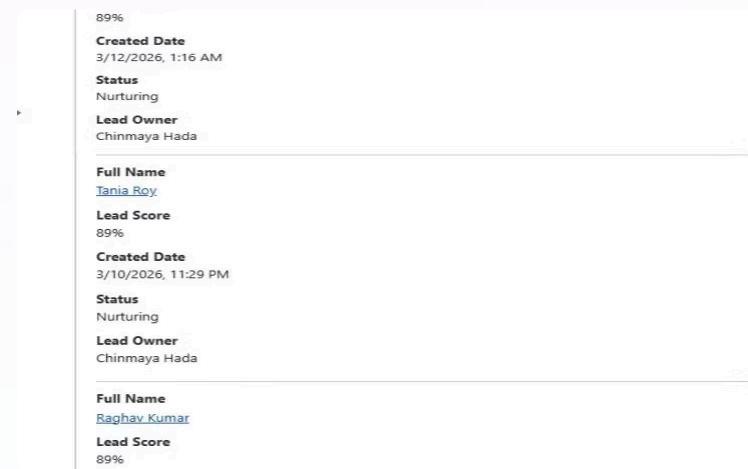 89%
Created Date
3/12/2026, 1:16 AM
Status
Nurturing
Lead Owner
Chinmaya Hada
Full Name
Tania Roy
Lead Score
89%
Created Date
3/10/2026, 11:29 PM
Status
Nurturing
Lead Owner
Chinmaya Hada
Full Name
Raghav Kumar
Lead Score
89%